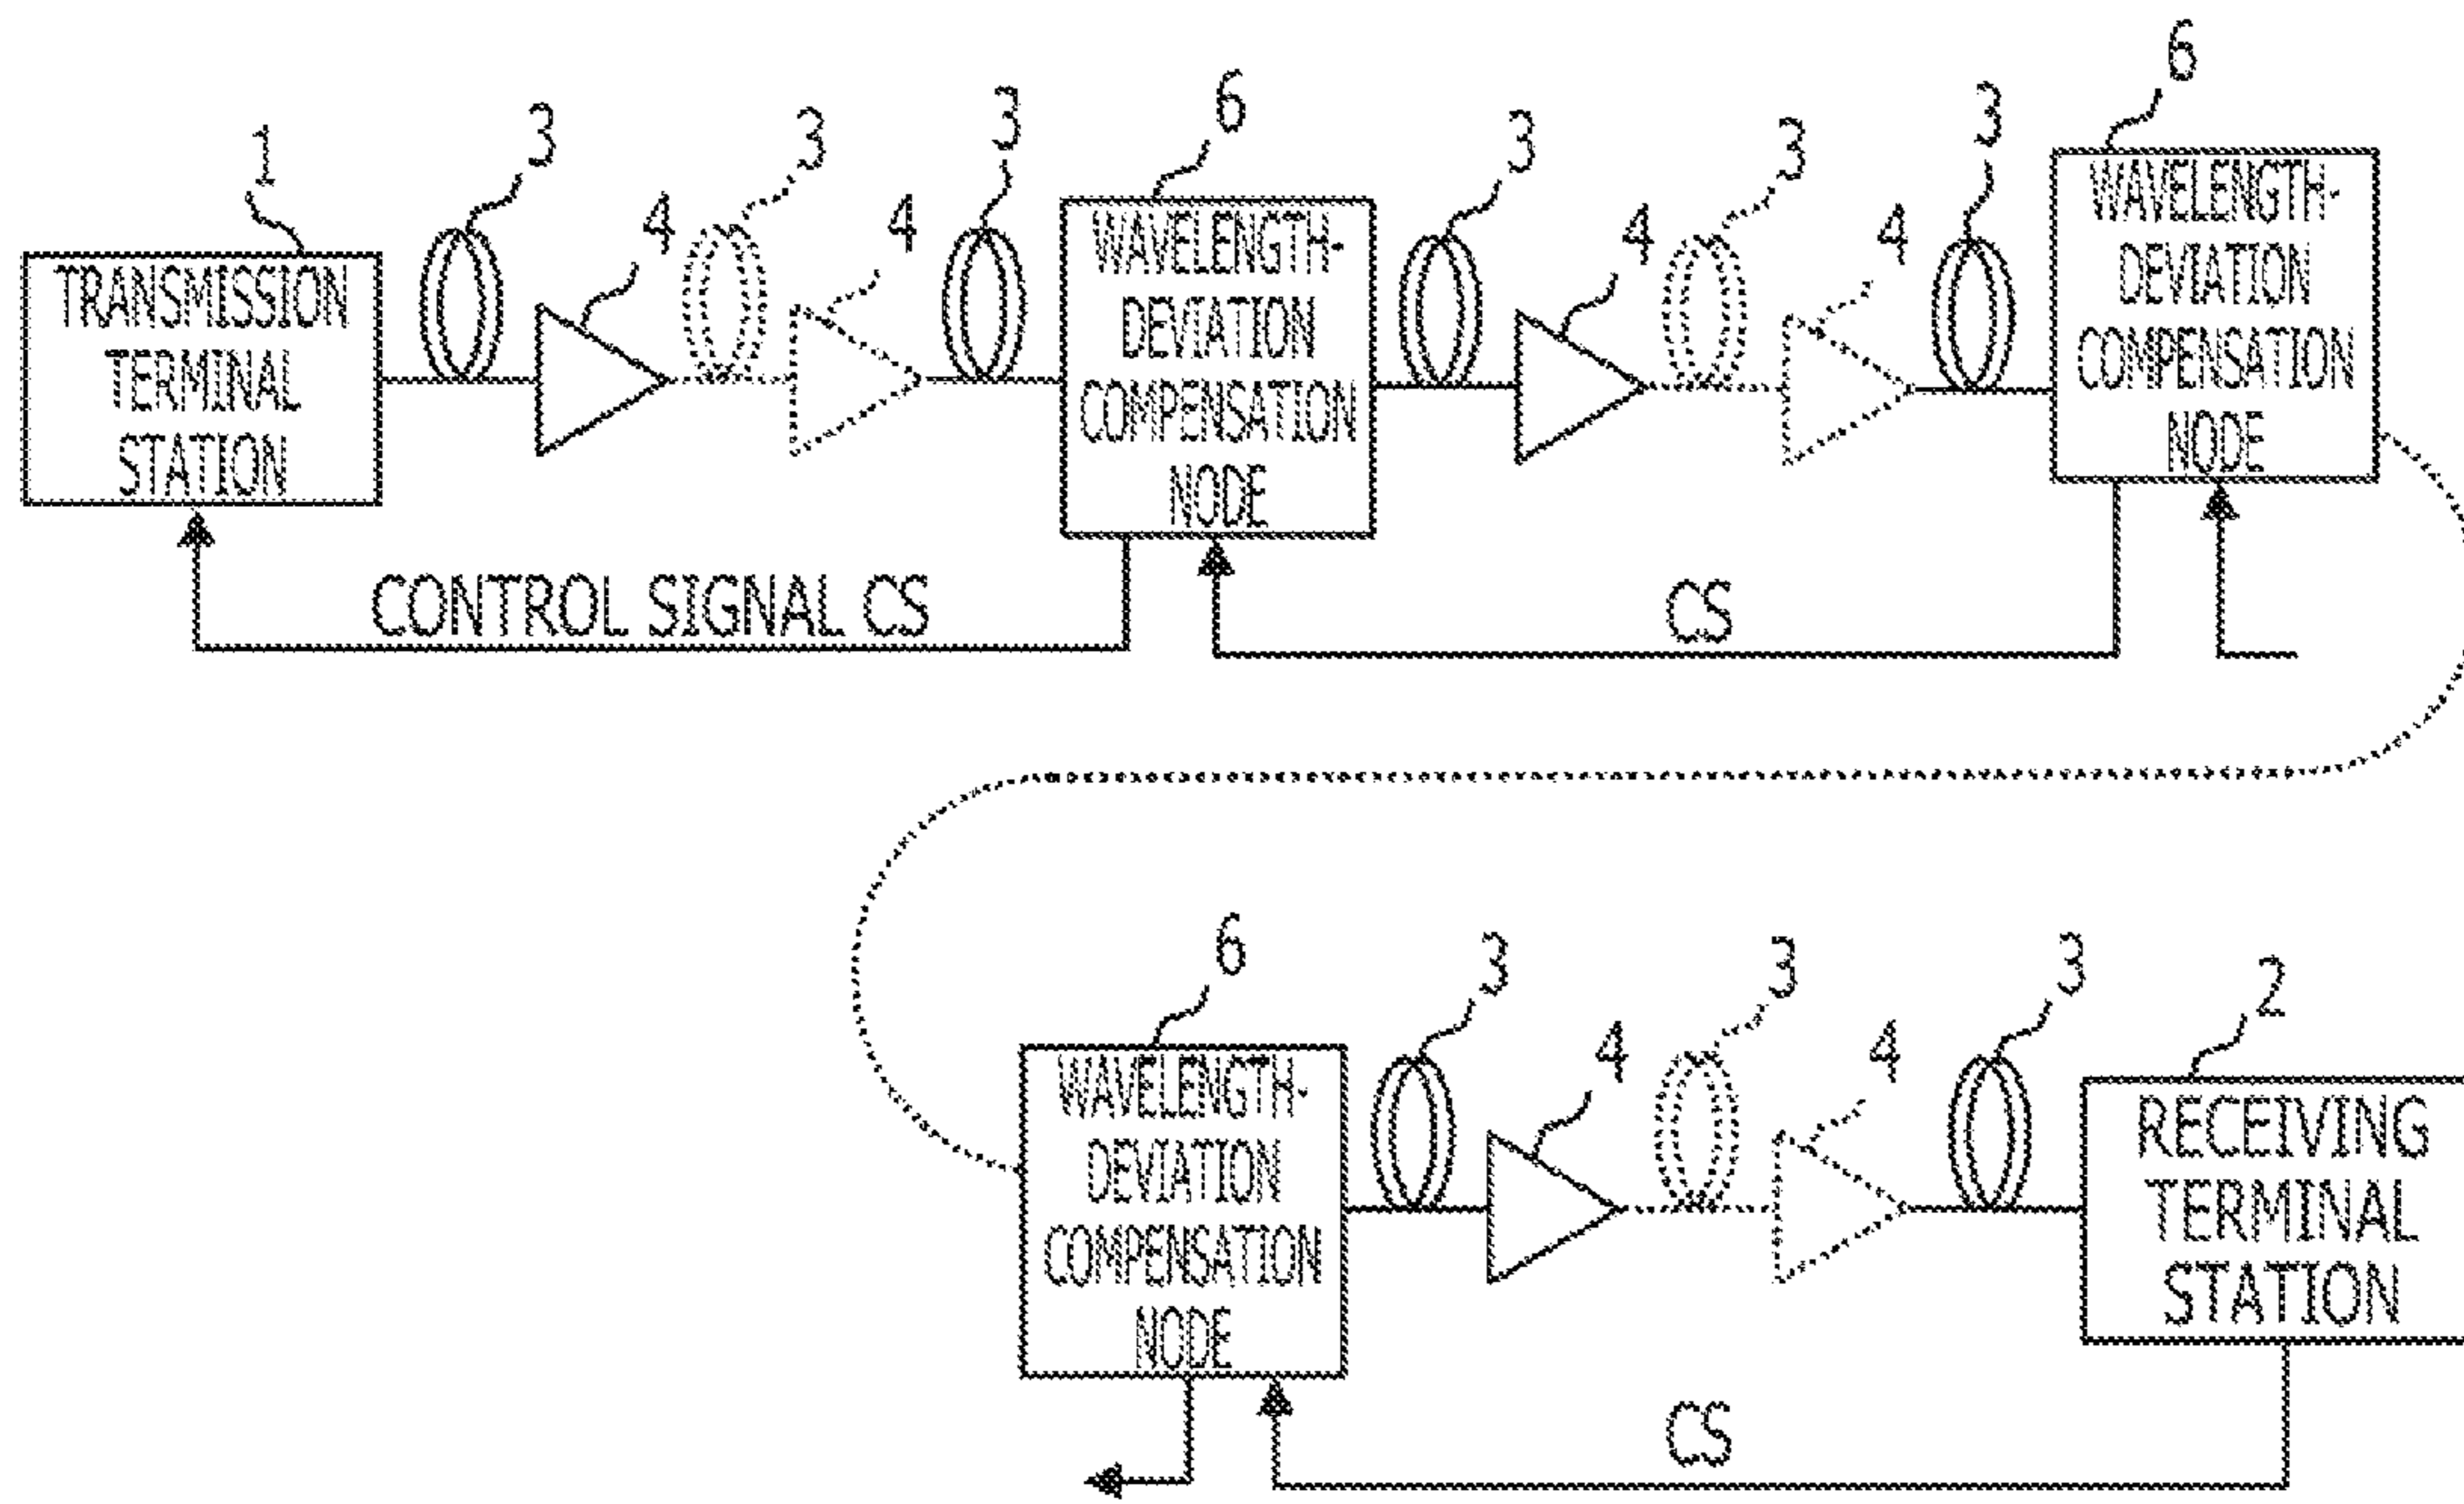 6
6
3
3
3
3
3
3
1
4
4
4
4
TRANSMISSION
TERMINAL
STATION
WAVELENGTH-
DEVIATION
COMPENSATION
NODE
WAVELENGTH-
DEVIATION
COMPENSATION
NODE
CONTROL SIGNAL CS
CS
6
3
3
3
2
4
4
WAVELENGTH-
DEVIATION
COMPENSATION
NODE
RECEIVING
TERMINAL
STATION
CS